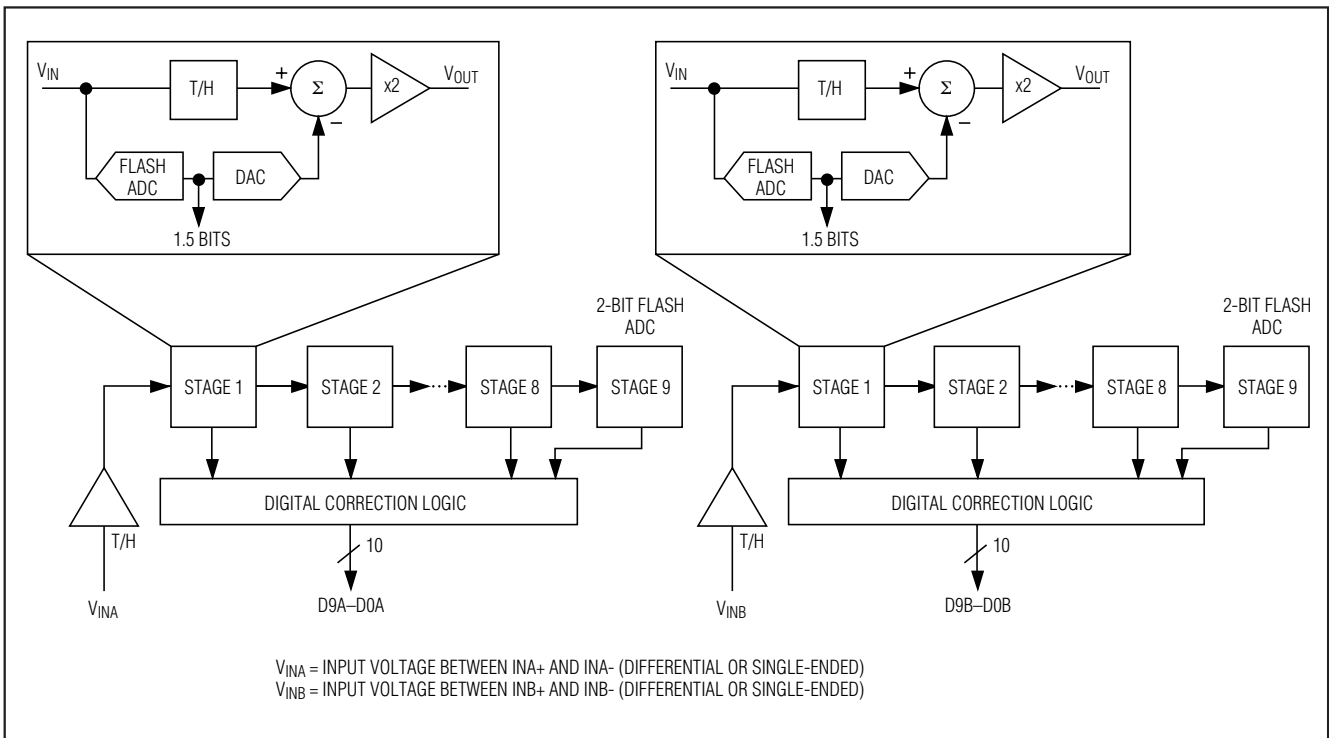 VIN
T/H
+
Σ
−
x2
VOUT
FLASH
ADC
DAC
1.5 BITS
VIN
T/H
+
Σ
−
x2
VOUT
FLASH
ADC
DAC
1.5 BITS
2-BIT FLASH
ADC
STAGE 1
STAGE 2
···
STAGE 8
STAGE 9
DIGITAL CORRECTION LOGIC
T/H
10
VINA
D9A–D0A
2-BIT FLASH
ADC
STAGE 1
STAGE 2
···
STAGE 8
STAGE 9
DIGITAL CORRECTION LOGIC
T/H
10
VINB
D9B–D0B
VINA = INPUT VOLTAGE BETWEEN INA+ AND INA- (DIFFERENTIAL OR SINGLE-ENDED)
VINB = INPUT VOLTAGE BETWEEN INB+ AND INB- (DIFFERENTIAL OR SINGLE-ENDED)